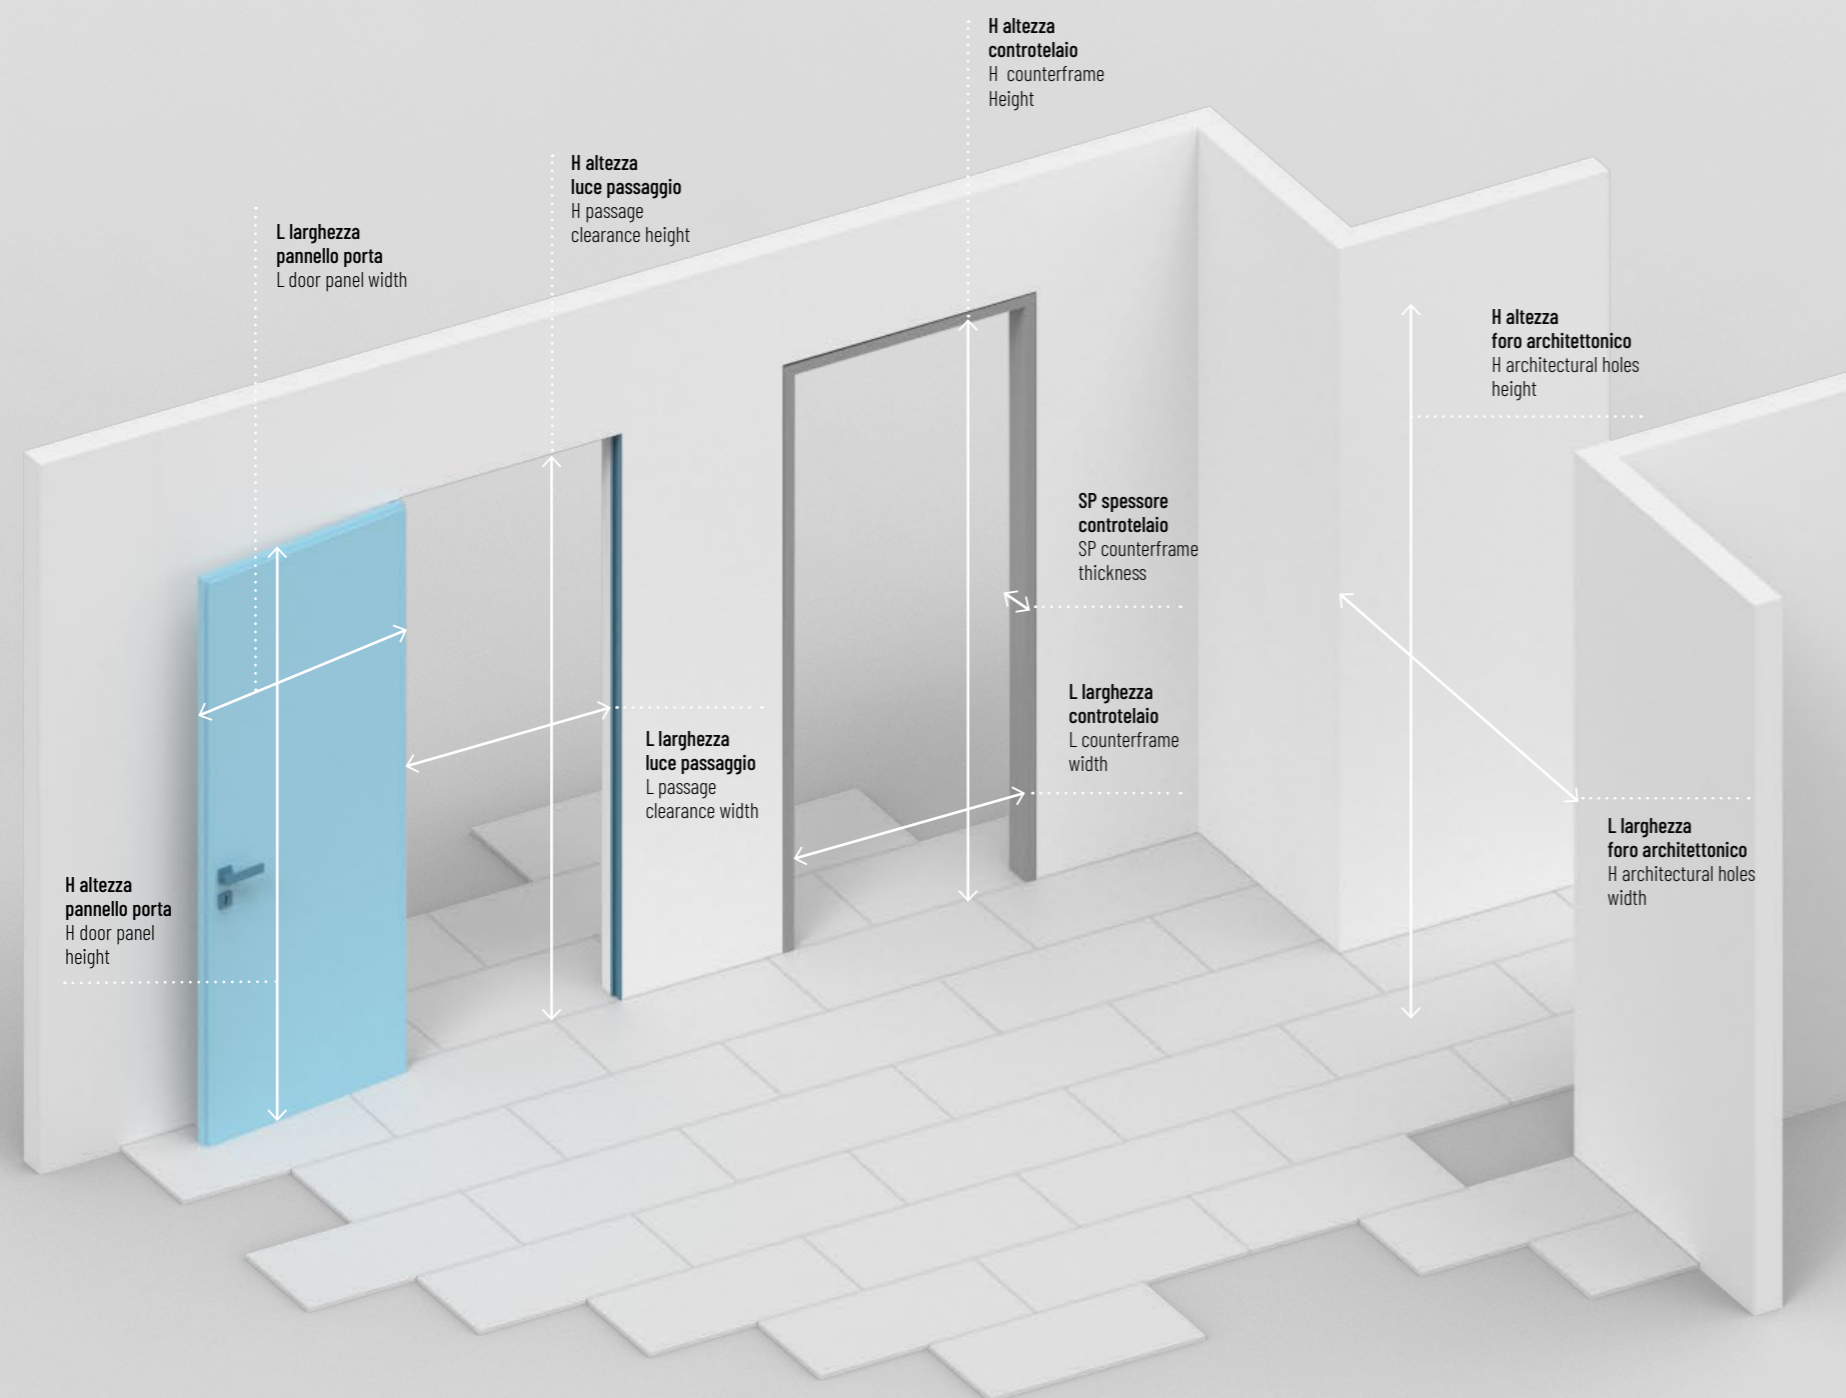 H altezza
controtelaio
H counterframe
Height
H altezza
luce passaggio
H passage
clearance height
L larghezza
pannello porta
L door panel width
H altezza
foro architettonico
H architectural holes
height
SP spessore
controtelaio
SP counterframe
thickness
L larghezza
controtelaio
L counterframe
width
L larghezza
luce passaggio
L passage
clearance width
L larghezza
foro architettonico
H architectural holes
width
H altezza
pannello porta
H door panel
height